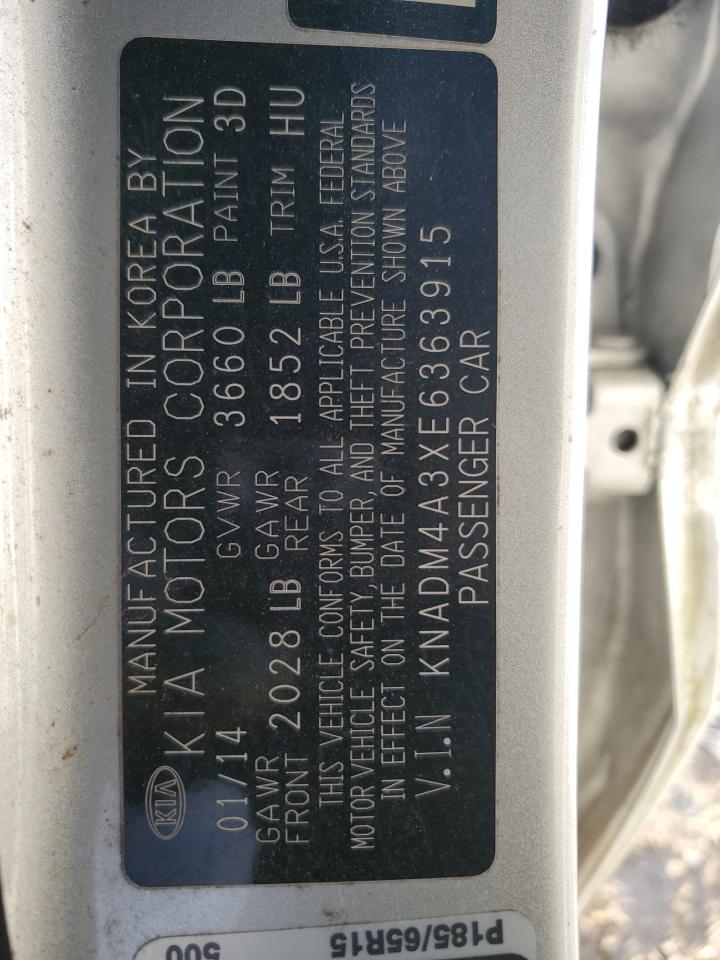 MANUFACTURED IN KOREA BY
KIA KIA MOTORS CORPORATION
01/14 GVWR 3660 LB PAINT 3D
GAWR FRONT 2028 LB GAWR REAR 1852 LB TRIM HU
THIS VEHICLE CONFORMS TO ALL APPLICABLE U.S.A. FEDERAL
MOTOR VEHICLE SAFETY, BUMPER, AND THEFT PREVENTION STANDARDS
IN EFFECT ON THE DATE OF MANUFACTURE SHOWN ABOVE
V.I.N KNADM4A3XE6363915
PASSENGER CAR
P185/65R15
500